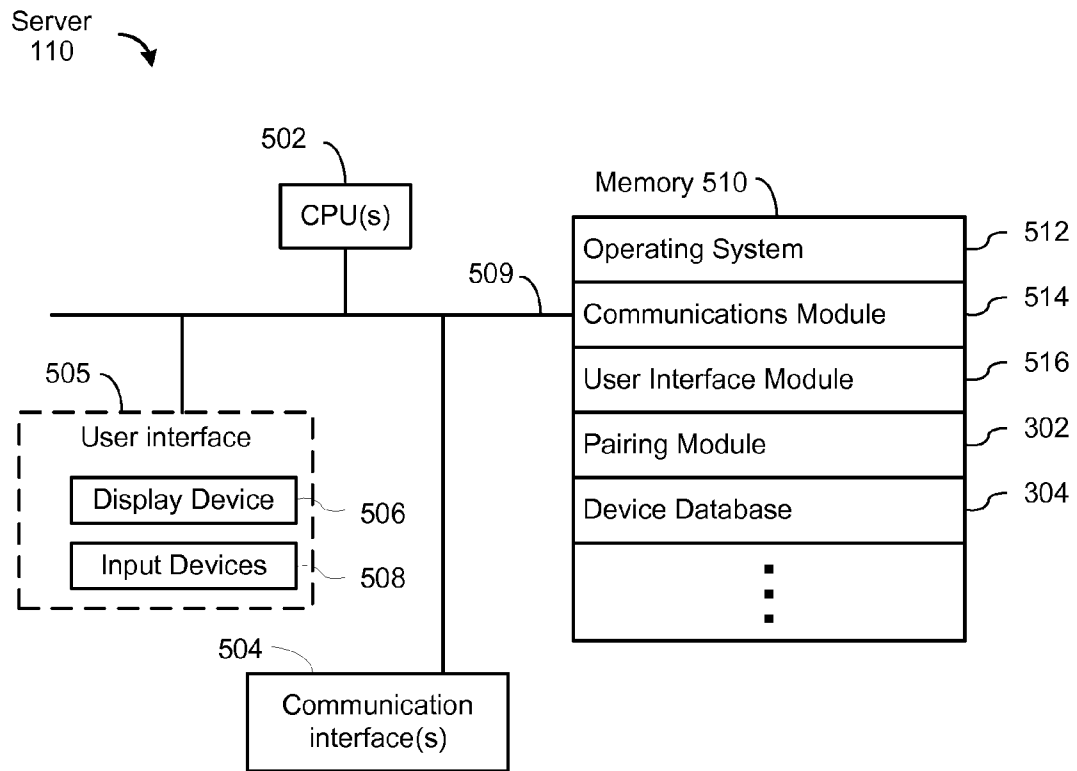 Server
110
502
CPU(s)
Memory 510
Operating System
512
509
Communications Module
514
User Interface Module
516
505
User interface
Pairing Module
302
Display Device
506
Device Database
304
Input Devices
508
504
Communication
interface(s)